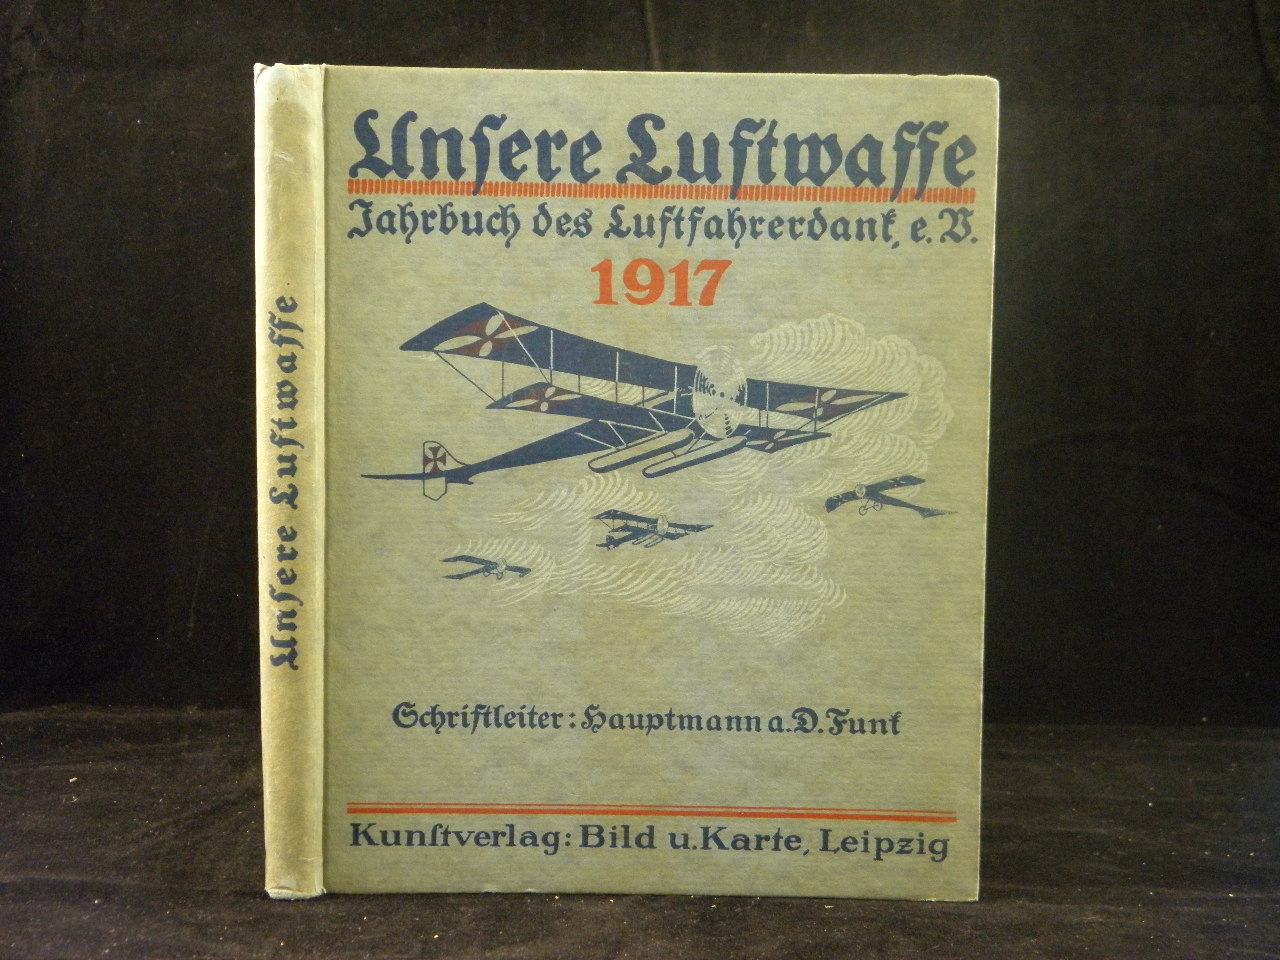 Unsere Luftwaffe
Unsere Luftwaffe
Jahrbuch des Luftfahrerdank, e. V.
1917
Schriftleiter: Hauptmann a. D. Funk
Kunſtverlag: Bild u. Karte, Leipzig